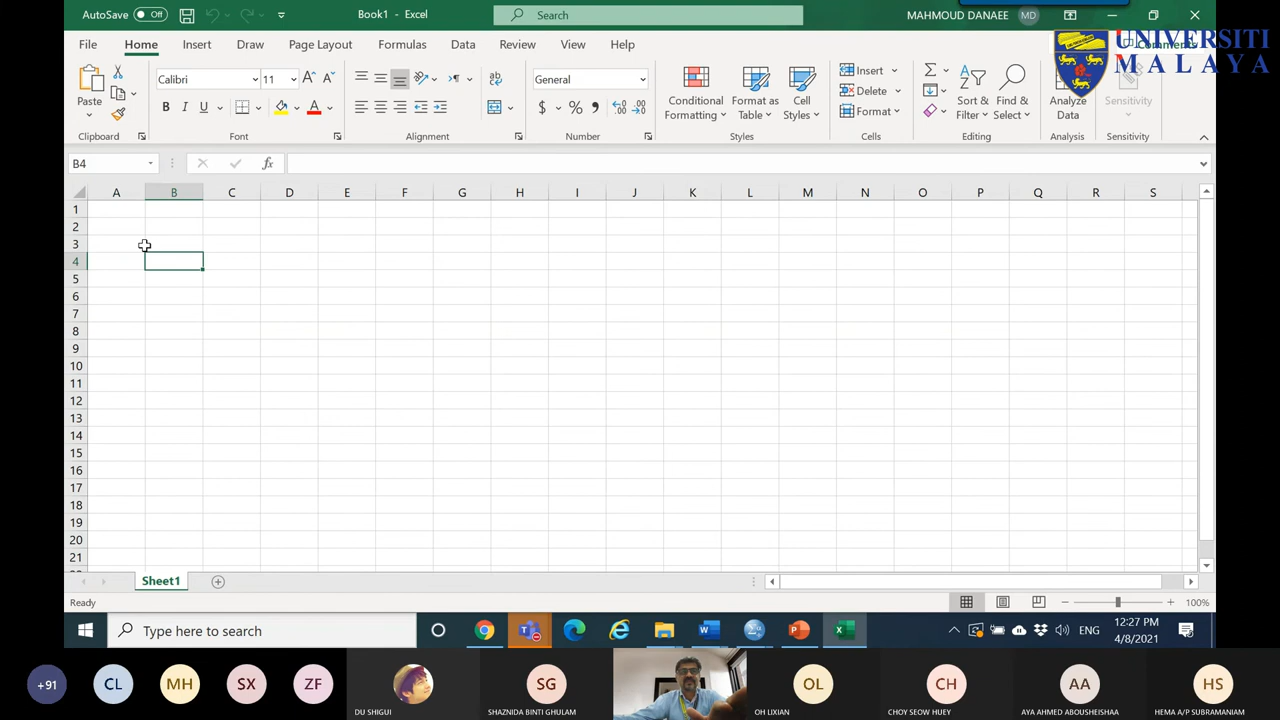 AutoSave Off Book1 - Excel Search MAHMOUD DANAEE MD
File Home Insert Draw Page Layout Formulas Data Review View Help Comments
UNIVERSITI
MALAYA
Paste Calibri 11 General Conditional Formatting Format as Table Cell Styles Insert Delete Format Sort & Filter Find & Select Analyze Data Sensitivity
Clipboard Font Alignment Number Styles Cells Editing Analysis Sensitivity
B4 fx
A B C D E F G H I J K L M N O P Q R S
1
2
3
4
5
6
7
8
9
10
11
12
13
14
15
16
17
18
19
20
21
Sheet1
Ready 100%
Type here to search ENG 12:27 PM
4/8/2021
+91 CL MH SX ZF SG OL CH AA HS
DU SHIGUI SHAZNIDA BINTI GHULAM OH LIXIAN CHOY SEOW HUEY AYA AHMED ABOUSHEISHAA HEMA A/P SUBRAMANIAM